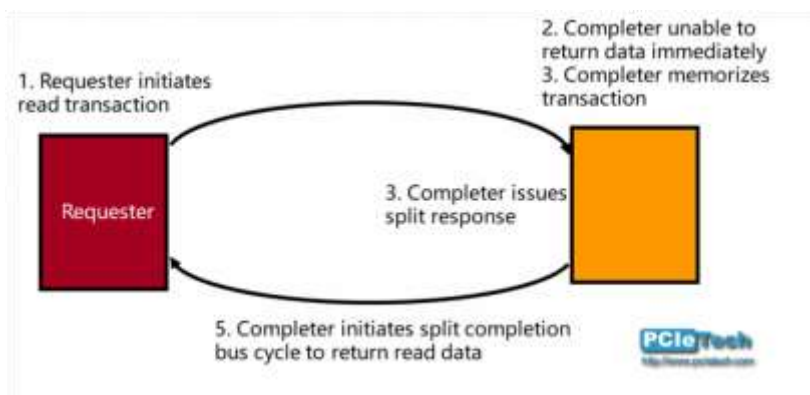 1. Requester initiates
read transaction
2. Completer unable to
return data immediately
3. Completer memorizes
transaction
Requester
3. Completer issues
split response
5. Completer initiates split completion
bus cycle to return read data
PCIeTech